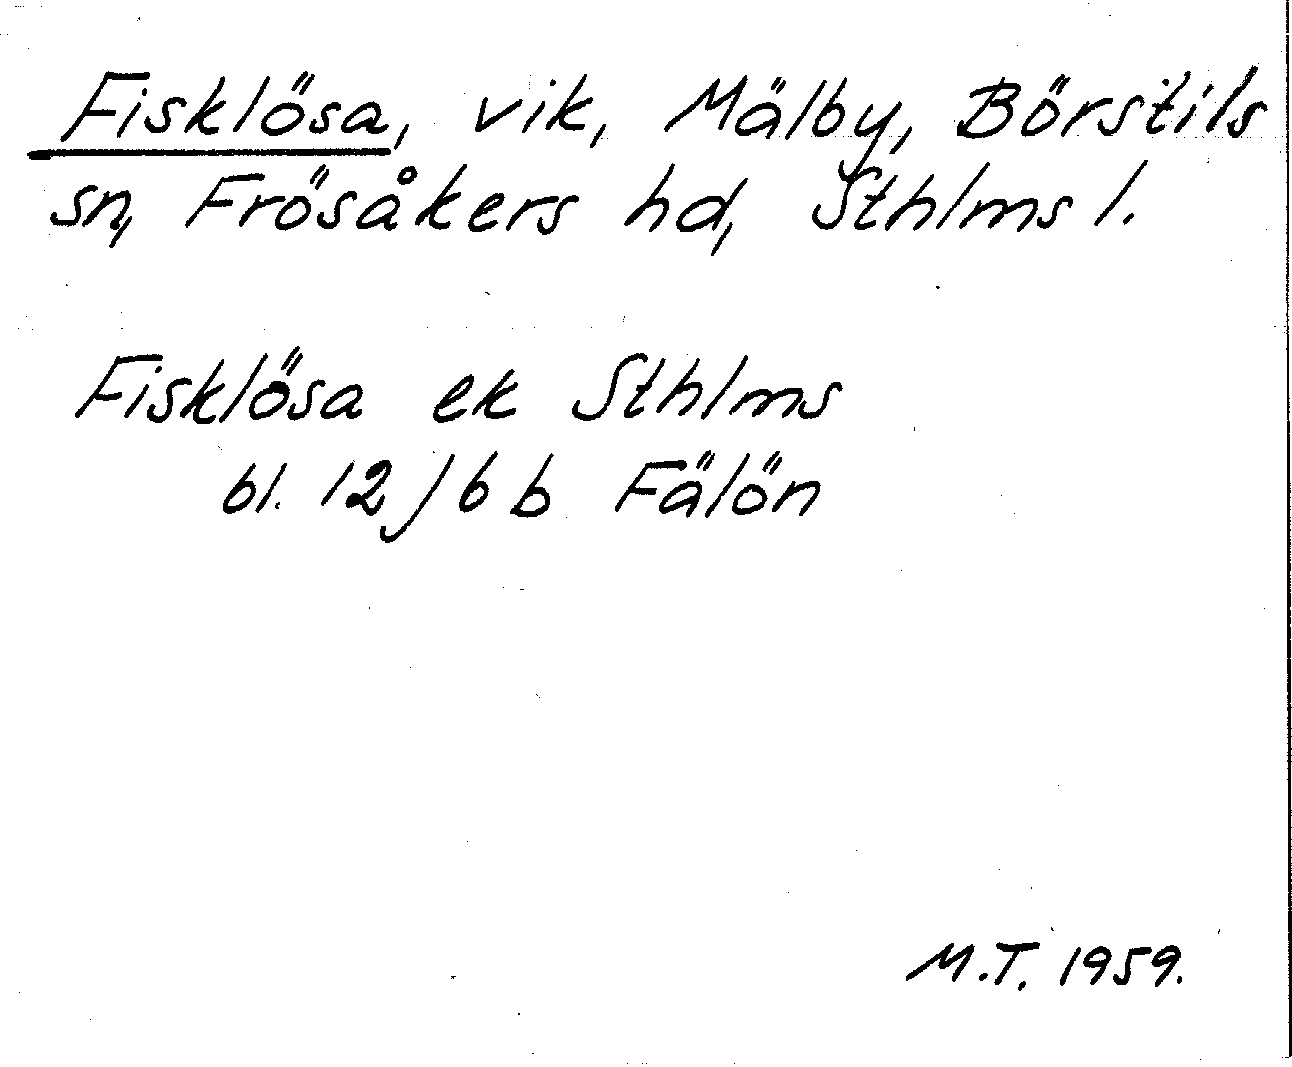 Fisklösa, vik, Mälby, Börstils
sn, Frösåkers hd, Sthlms l.
Fisklösa ek Sthlms
bl. 12 J 6 b Fälön
M.T. 1959.